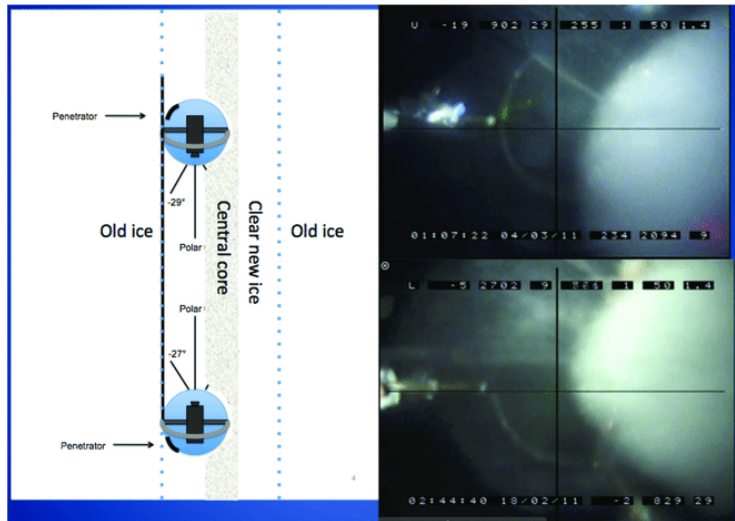 Penetrator
-29°
Old ice
Polar
Central core
Clear new ice
Old ice
Polar
-27°
Penetrator
4
U -19 902 29 255 1 50 1.4
01:07:22 04/03/11 234 2094 9
L -5 2702 9 1 50 1.4
02:44:40 18/02/11 -2 829 29